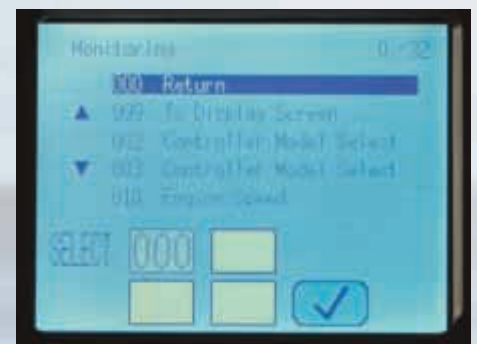 Monitoring 0/32
000 Return
999 To Display Screen
002 Controller Model Select
003 Controller Model Select
010 Engine Speed
SELECT 000